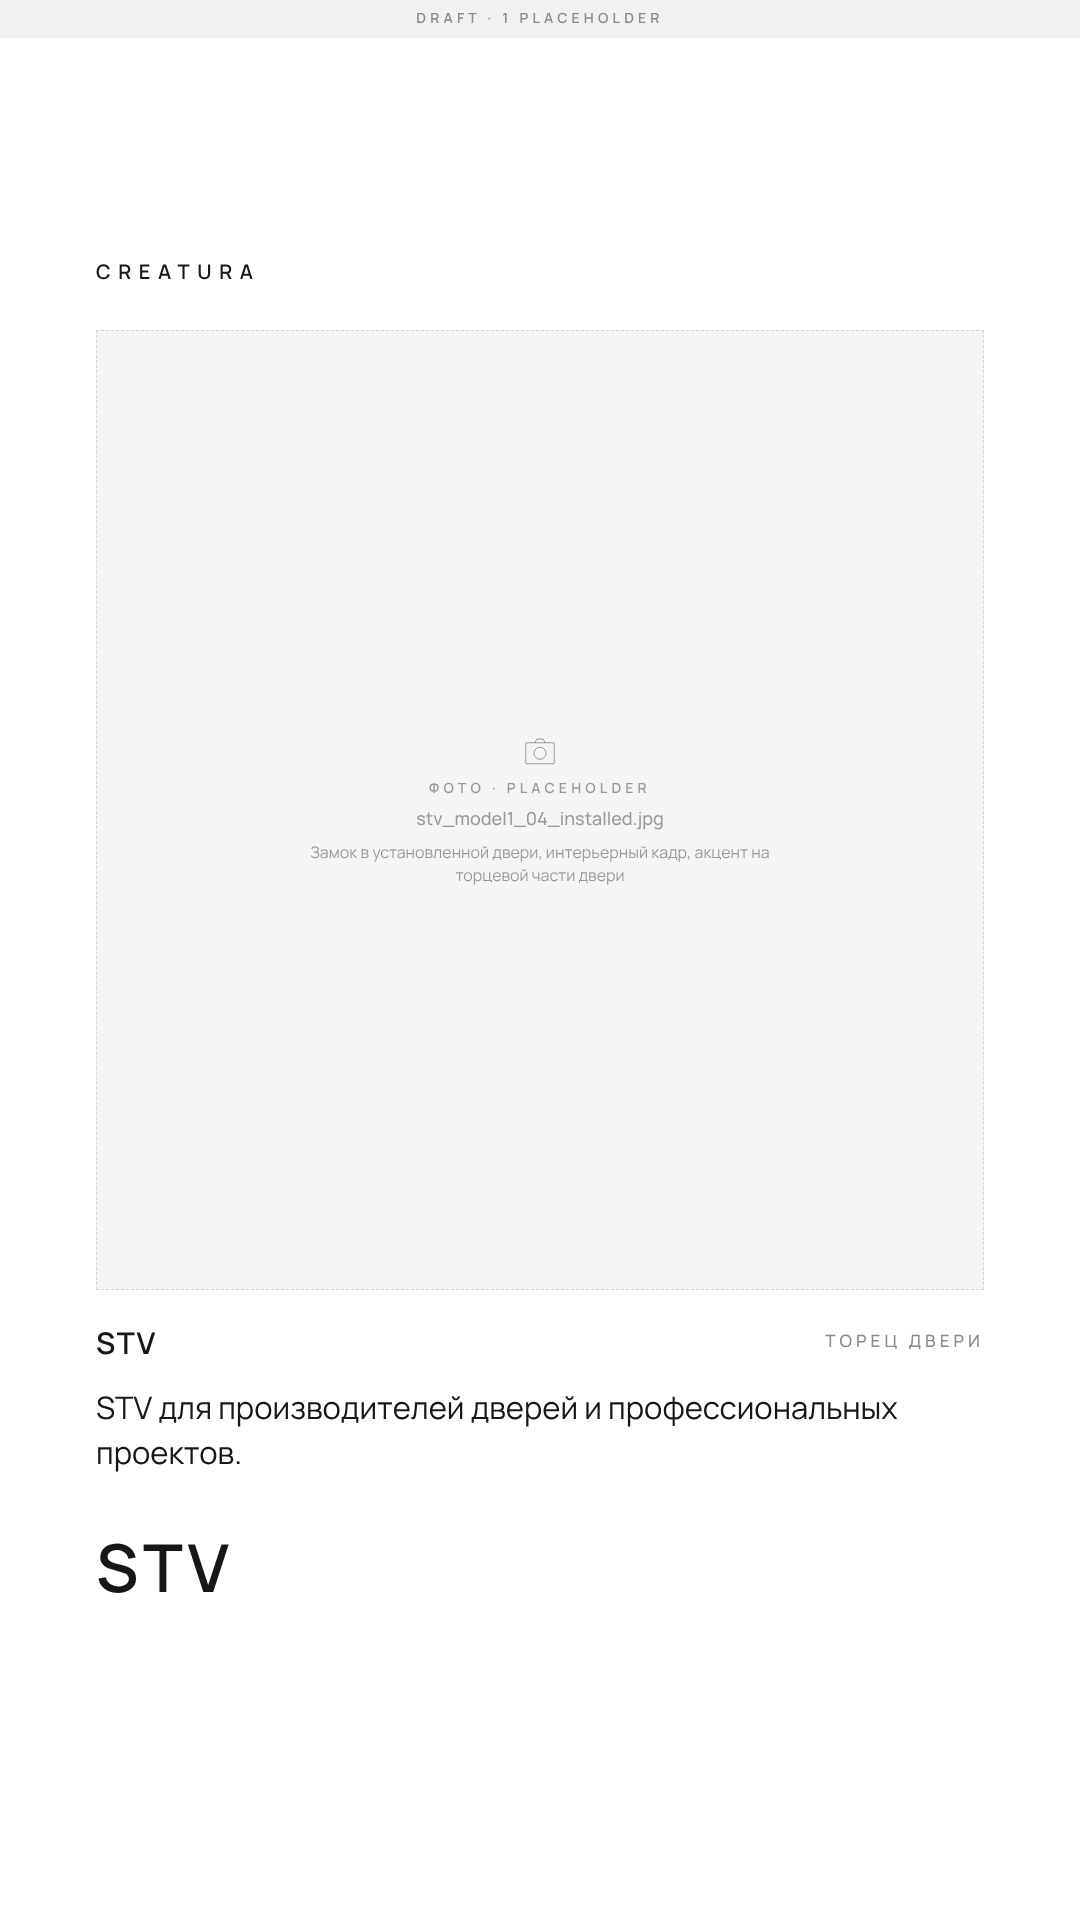 DRAFT · 1 PLACEHOLDER
CREATURA
ФОТО · PLACEHOLDER
stv_model1_04_installed.jpg
Замок в установленной двери, интерьерный кадр, акцент на
торцевой части двери
STV
ТОРЕЦ ДВЕРИ
STV для производителей дверей и профессиональных
проектов.
STV